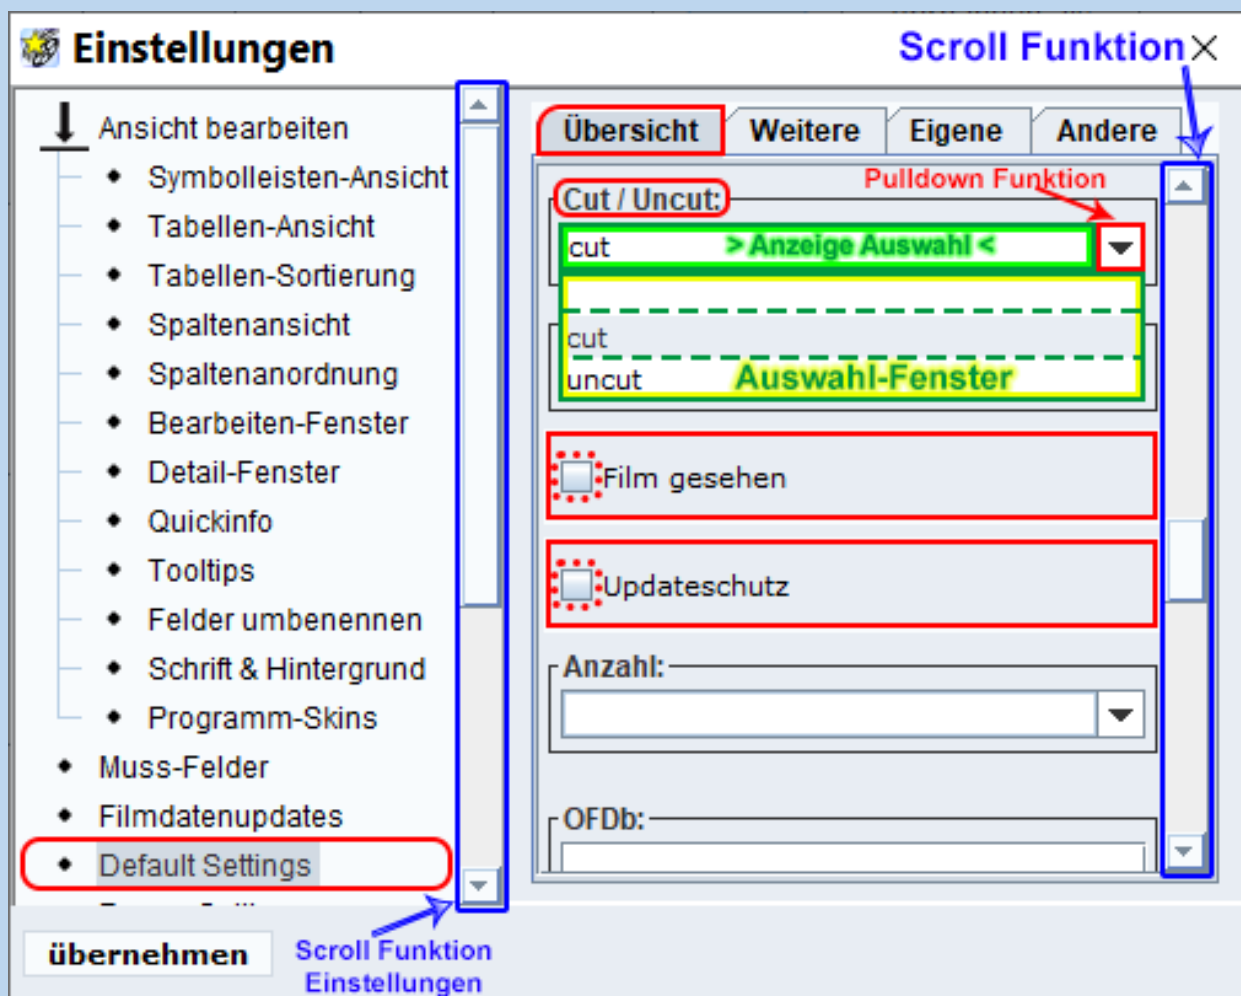 Einstellungen
Scroll Funktion
Ansicht bearbeiten
Symbolleisten-Ansicht
Tabellen-Ansicht
Tabellen-Sortierung
Spaltenansicht
Spaltenanordnung
Bearbeiten-Fenster
Detail-Fenster
Quickinfo
Tooltips
Felder umbenennen
Schrift & Hintergrund
Programm-Skins
Muss-Felder
Filmdatenupdates
Default Settings
übernehmen
Scroll Funktion
Einstellungen
Übersicht Weitere Eigene Andere
Pulldown Funktion
Cut / Uncut:
cut > Anzeige Auswahl <
cut
uncut Auswahl-Fenster
Film gesehen
Updateschutz
Anzahl:
OFDb: